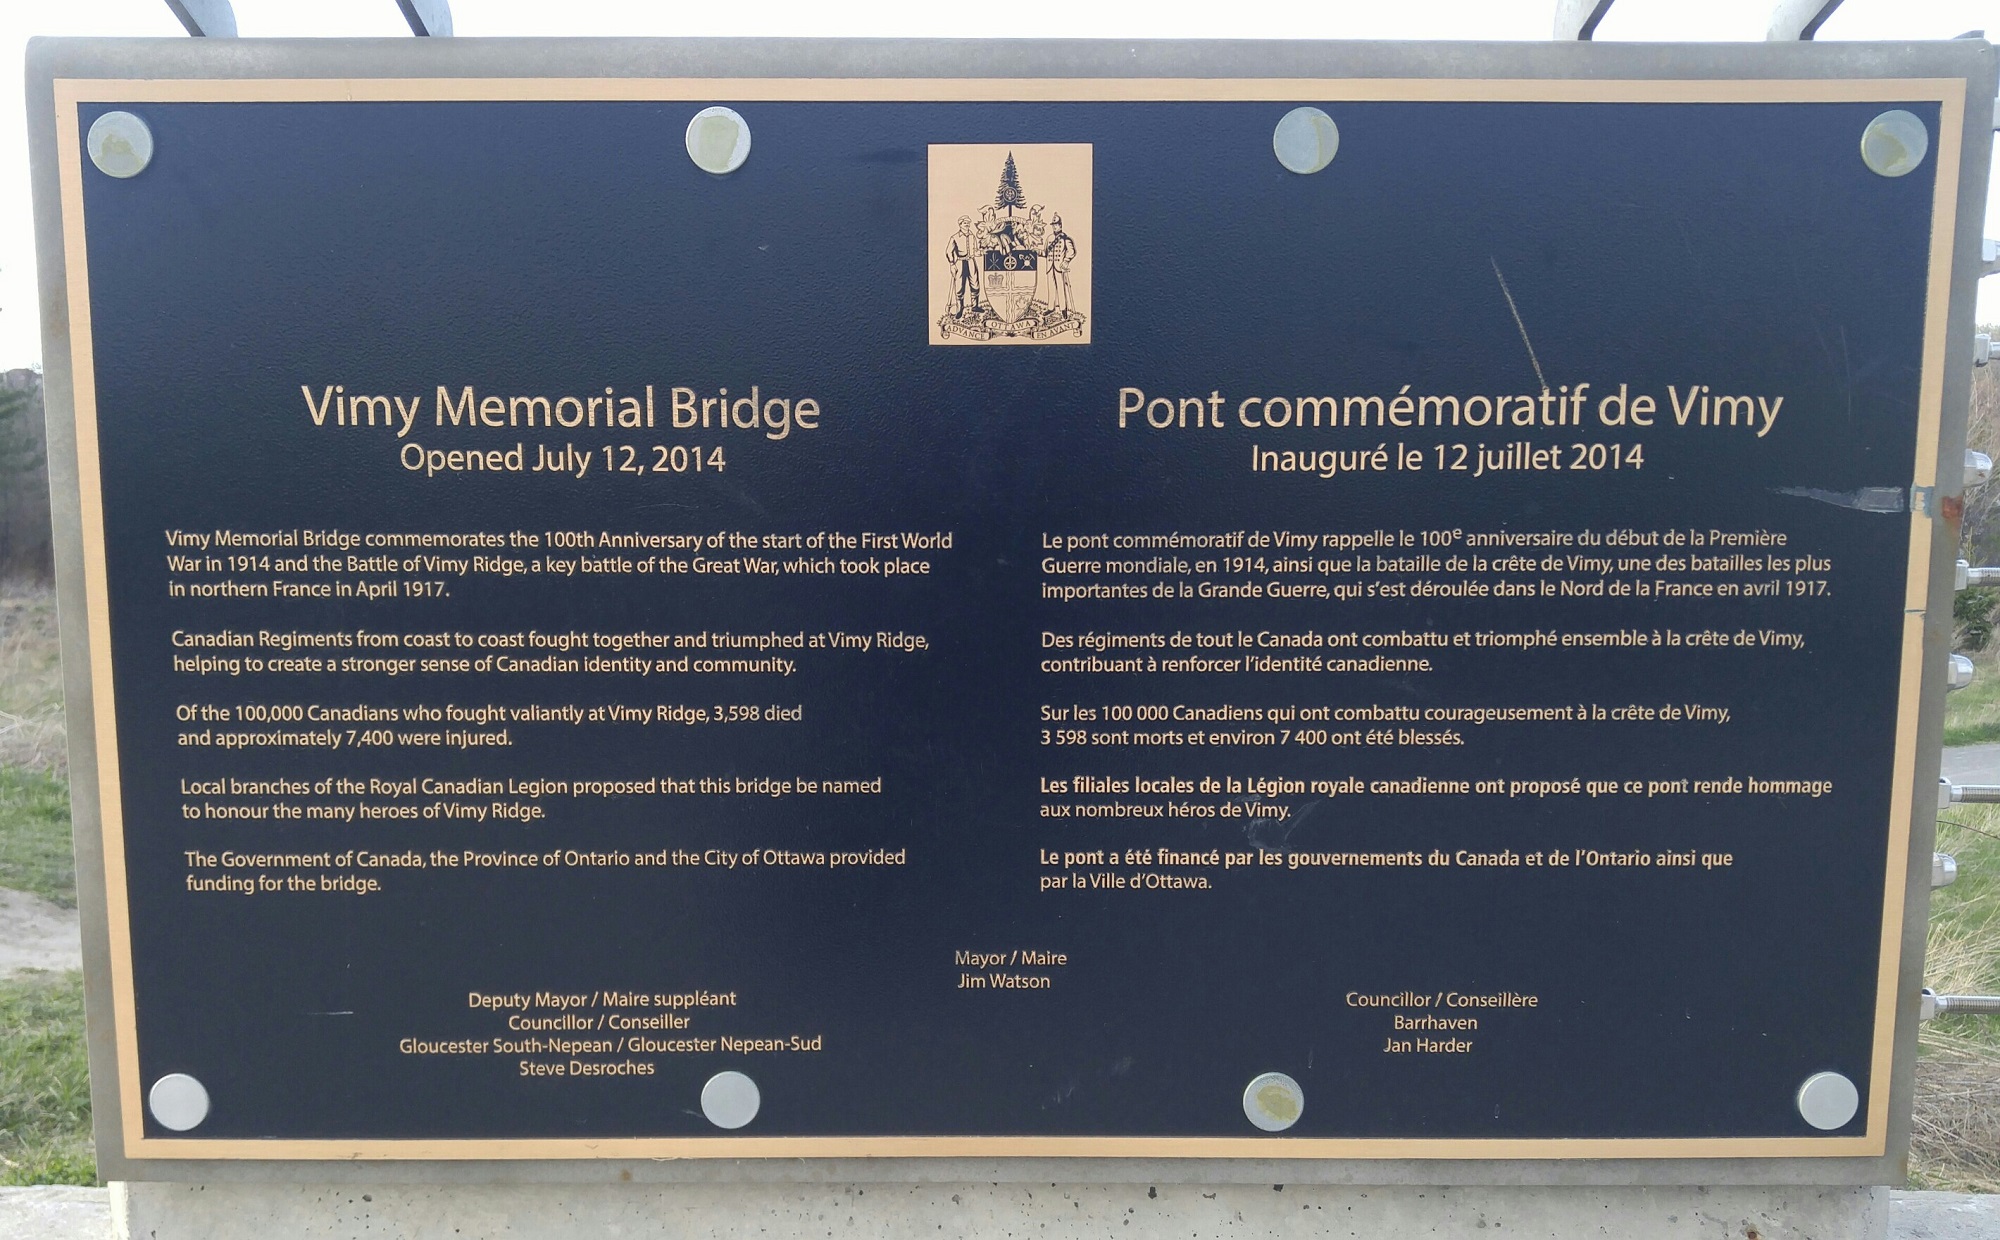 ADVANCE OTTAWA EN AVANT
Vimy Memorial Bridge
Opened July 12, 2014
Vimy Memorial Bridge commemorates the 100th Anniversary of the start of the First World
War in 1914 and the Battle of Vimy Ridge, a key battle of the Great War, which took place
in northern France in April 1917.
Canadian Regiments from coast to coast fought together and triumphed at Vimy Ridge,
helping to create a stronger sense of Canadian identity and community.
Of the 100,000 Canadians who fought valiantly at Vimy Ridge, 3,598 died
and approximately 7,400 were injured.
Local branches of the Royal Canadian Legion proposed that this bridge be named
to honour the many heroes of Vimy Ridge.
The Government of Canada, the Province of Ontario and the City of Ottawa provided
funding for the bridge.
Pont commémoratif de Vimy
Inauguré le 12 juillet 2014
Le pont commémoratif de Vimy rappelle le 100e anniversaire du début de la Première
Guerre mondiale, en 1914, ainsi que la bataille de la crête de Vimy, une des batailles les plus
importantes de la Grande Guerre, qui s'est déroulée dans le Nord de la France en avril 1917.
Des régiments de tout le Canada ont combattu et triomphé ensemble à la crête de Vimy,
contribuant à renforcer l'identité canadienne.
Sur les 100 000 Canadiens qui ont combattu courageusement à la crête de Vimy,
3 598 sont morts et environ 7 400 ont été blessés.
Les filiales locales de la Légion royale canadienne ont proposé que ce pont rende hommage
aux nombreux héros de Vimy.
Le pont a été financé par les gouvernements du Canada et de l'Ontario ainsi que
par la Ville d'Ottawa.
Mayor / Maire
Jim Watson
Deputy Mayor / Maire suppléant
Councillor / Conseiller
Gloucester South-Nepean / Gloucester Nepean-Sud
Steve Desroches
Councillor / Conseillère
Barrhaven
Jan Harder